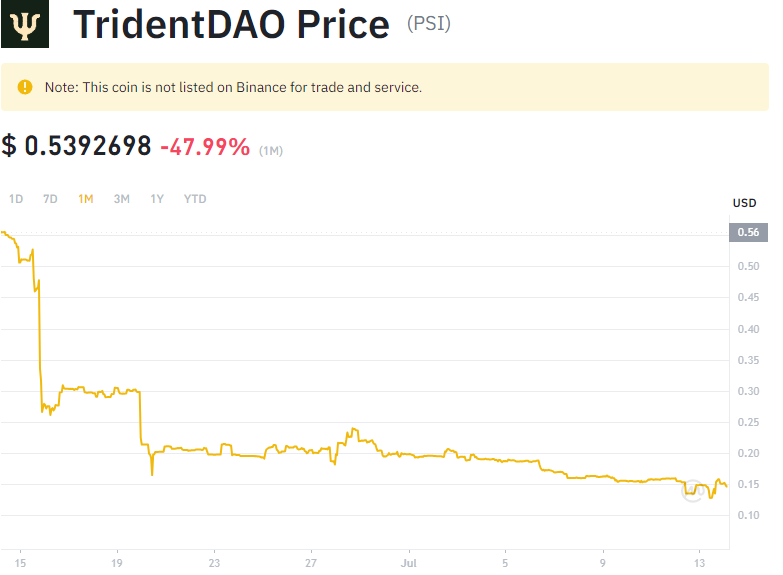 TridentDAO Price (PSI)
Note: This coin is not listed on Binance for trade and service.
$ 0.5392698 -47.99% (1M)
1D 7D 1M 3M 1Y YTD
USD
0.56
0.50
0.45
0.40
0.35
0.30
0.25
0.20
0.15
0.10
15 19 23 27 Jul 5 9 13